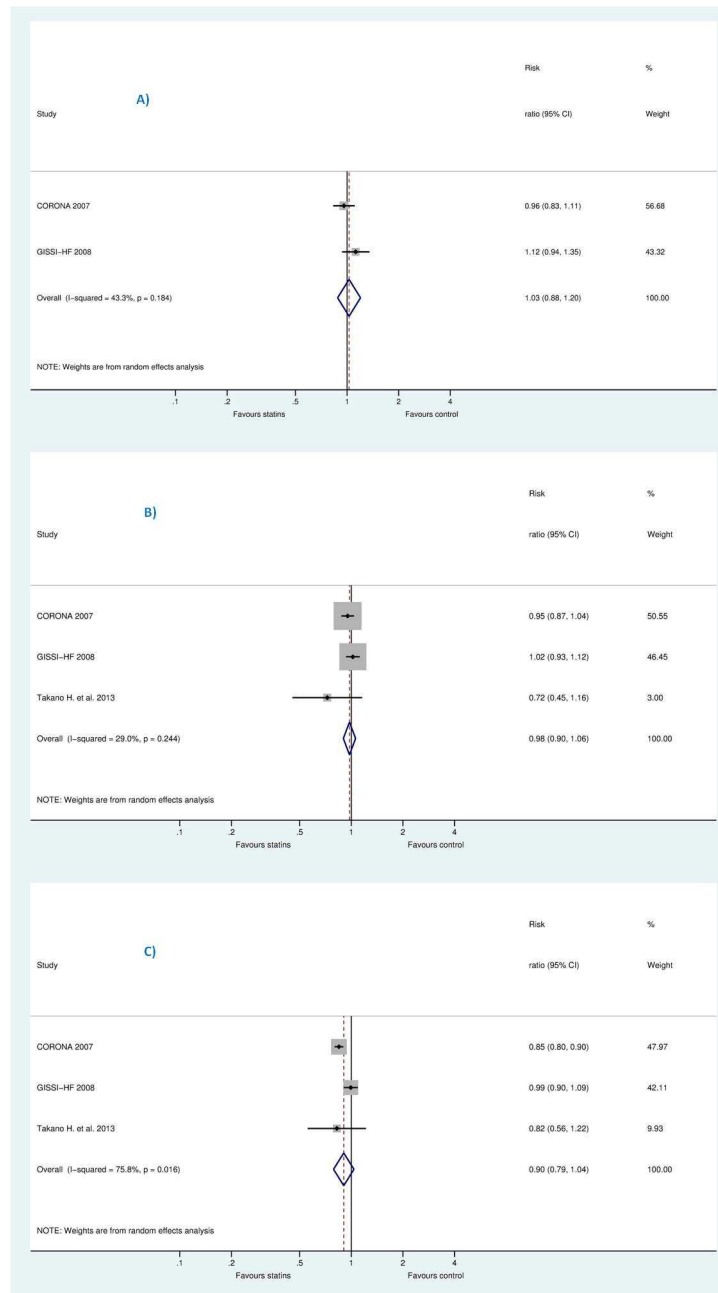 Risk %
A)
Study ratio (95% CI) Weight
CORONA 2007 0.96 (0.83, 1.11) 56.68
GISSI−HF 2008 1.12 (0.94, 1.35) 43.32
Overall (I−squared = 43.3%, p = 0.184) 1.03 (0.88, 1.20) 100.00
NOTE: Weights are from random effects analysis
.1 .2 .5 1 2 4
Favours statins Favours control
Risk %
B)
Study ratio (95% CI) Weight
CORONA 2007 0.95 (0.87, 1.04) 50.55
GISSI−HF 2008 1.02 (0.93, 1.12) 46.45
Takano H. et al. 2013 0.72 (0.45, 1.16) 3.00
Overall (I−squared = 29.0%, p = 0.244) 0.98 (0.90, 1.06) 100.00
NOTE: Weights are from random effects analysis
.1 .2 .5 1 2 4
Favours statins Favours control
Risk %
C)
Study ratio (95% CI) Weight
CORONA 2007 0.85 (0.80, 0.90) 47.97
GISSI−HF 2008 0.99 (0.90, 1.09) 42.11
Takano H. et al. 2013 0.82 (0.56, 1.22) 9.93
Overall (I−squared = 75.8%, p = 0.016) 0.90 (0.79, 1.04) 100.00
NOTE: Weights are from random effects analysis
.1 .2 .5 1 2 4
Favours statins Favours control